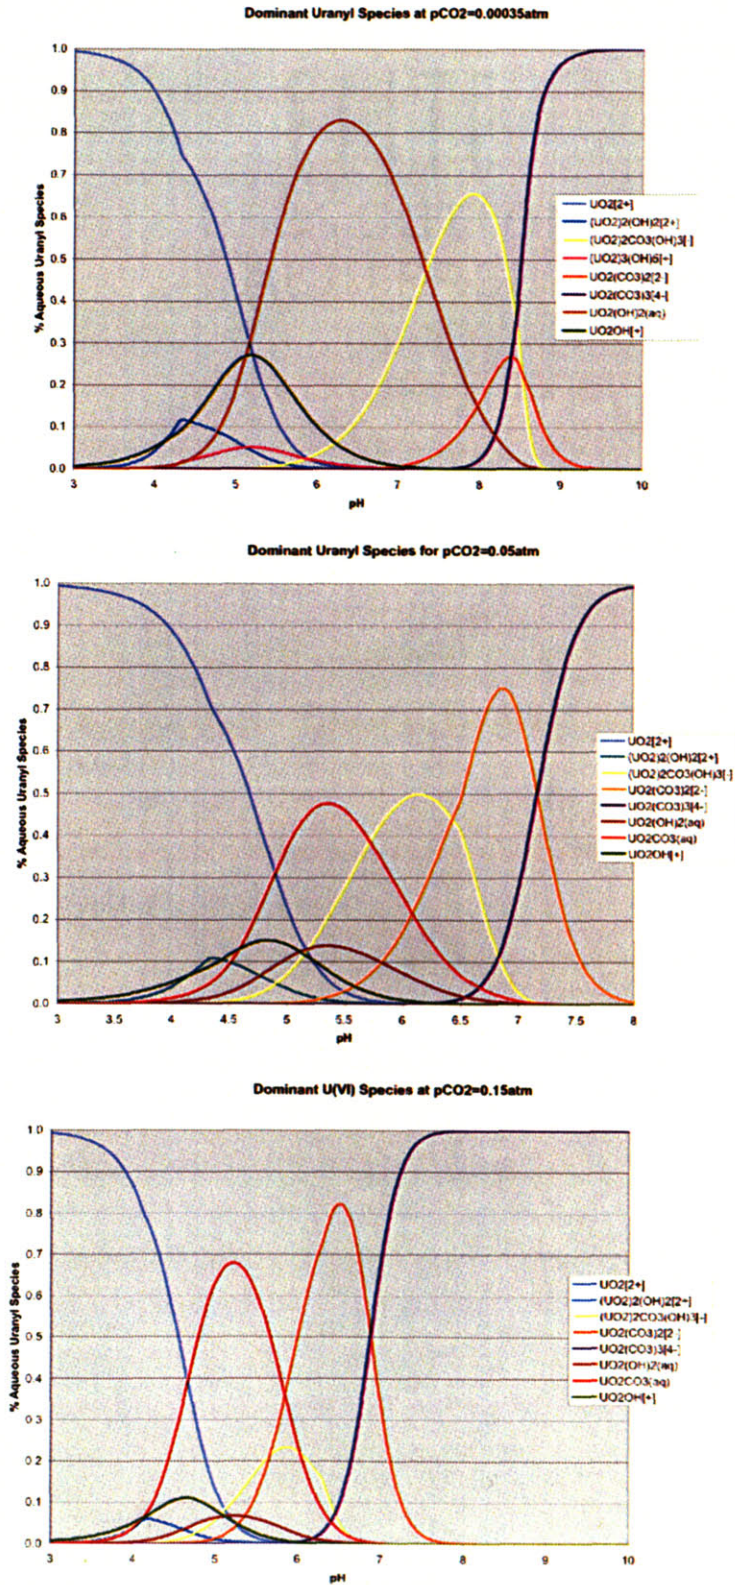 Dominant Uranyl Species at pCO2=0.00035atm
1.0
0.9
0.8
0.7
0.6
0.5
0.4
0.3
0.2
0.1
0.0
% Aqueous Uranyl Species
3 4 5 6 7 8 9 10
pH
UO2[2+]
(UO2)2(OH)2[2+]
(UO2)2CO3(OH)3[-]
(UO2)3(OH)5[+]
UO2(CO3)2[2-]
UO2(CO3)3[4-]
UO2(OH)2(aq)
UO2OH[+]
Dominant Uranyl Species for pCO2=0.05atm
1.0
0.9
0.8
0.7
0.6
0.5
0.4
0.3
0.2
0.1
0.0
% Aqueous Uranyl Species
3 3.5 4 4.5 5 5.5 6 6.5 7 7.5 8
pH
UO2[2+]
(UO2)2(OH)2[2+]
(UO2)2CO3(OH)3[-]
UO2(CO3)2[2-]
UO2(CO3)3[4-]
UO2(OH)2(aq)
UO2CO3(aq)
UO2OH[+]
Dominant U(VI) Species at pCO2=0.15atm
1.0
0.9
0.8
0.7
0.6
0.5
0.4
0.3
0.2
0.1
0.0
% Aqueous Uranyl Species
3 4 5 6 7 8 9 10
pH
UO2[2+]
(UO2)2(OH)2[2+]
(UO2)2CO3(OH)3[-]
UO2(CO3)2[2-]
UO2(CO3)3[4-]
UO2(OH)2(aq)
UO2CO3(aq)
UO2OH[+]